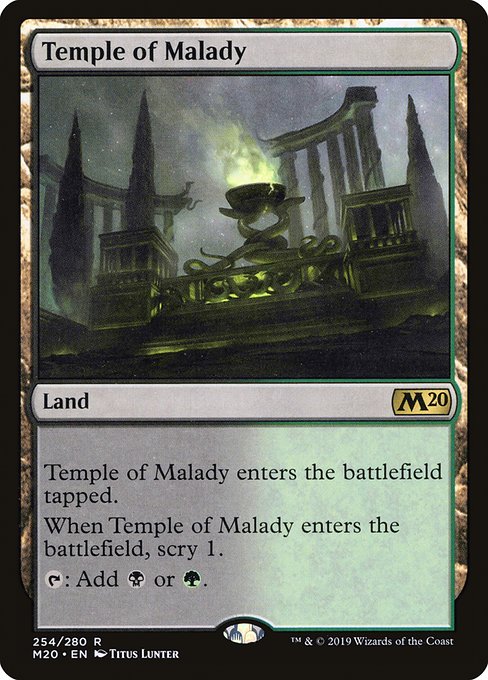 Temple of Malady
Land
M20
Temple of Malady enters the battlefield
tapped.
When Temple of Malady enters the
battlefield, scry 1.
: Add or .
254/280 R
M20 • EN Titus Lunter
™ & © 2019 Wizards of the Coast